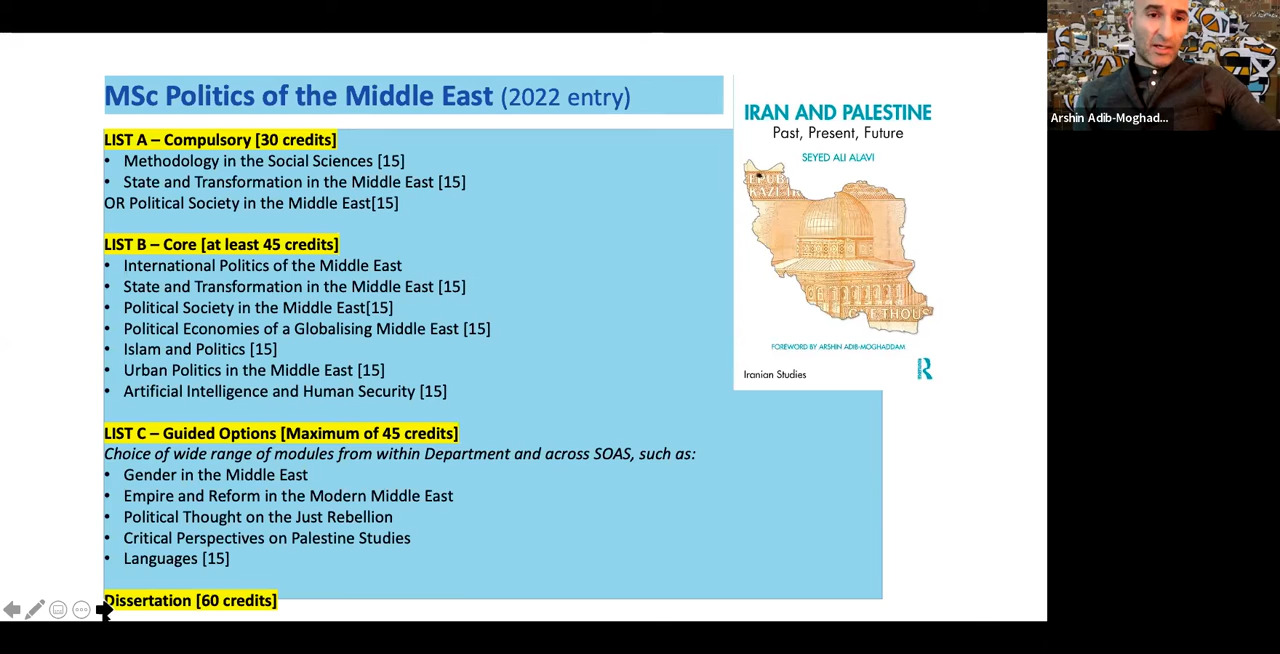 MSc Politics of the Middle East (2022 entry)
LIST A – Compulsory [30 credits]
• Methodology in the Social Sciences [15]
• State and Transformation in the Middle East [15]
OR Political Society in the Middle East[15]
LIST B – Core [at least 45 credits]
• International Politics of the Middle East
• State and Transformation in the Middle East [15]
• Political Society in the Middle East[15]
• Political Economies of a Globalising Middle East [15]
• Islam and Politics [15]
• Urban Politics in the Middle East [15]
• Artificial Intelligence and Human Security [15]
LIST C – Guided Options [Maximum of 45 credits]
Choice of wide range of modules from within Department and across SOAS, such as:
• Gender in the Middle East
• Empire and Reform in the Modern Middle East
• Political Thought on the Just Rebellion
• Critical Perspectives on Palestine Studies
• Languages [15]
Dissertation [60 credits]
IRAN AND PALESTINE
Past, Present, Future
SEYED ALI ALAVI
FOREWORD BY ARSHIN ADIB-MOGHADDAM
Iranian Studies
R
Arshin Adib-Moghad...